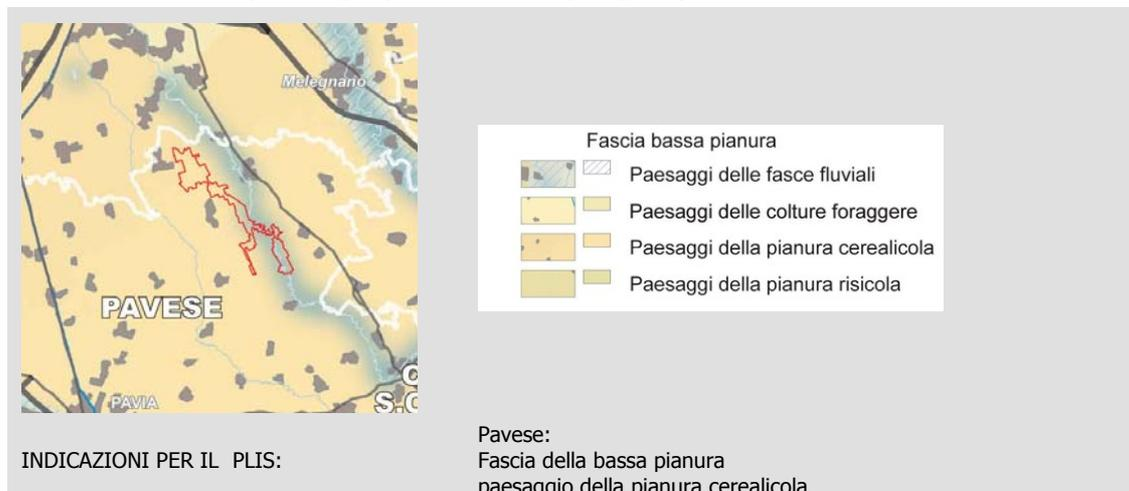 Melegnano
PAVESE
PAVIA
S.C
Fascia bassa pianura
Paesaggi delle fasce fluviali
Paesaggi delle colture foraggere
Paesaggi della pianura cerealicola
Paesaggi della pianura risicola
INDICAZIONI PER IL PLIS:
Pavese:
Fascia della bassa pianura
paesaggio della pianura cerealicola